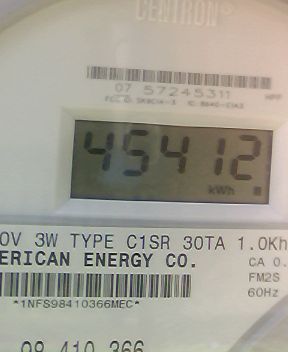 CENTRON®
07 57245311
45412
kWh
0V 3W TYPE C1SR 30TA 1.0Kh
ERICAN ENERGY CO.
CA 0.
FM2S
60Hz
*1NFS98410366MEC*
98 410 366